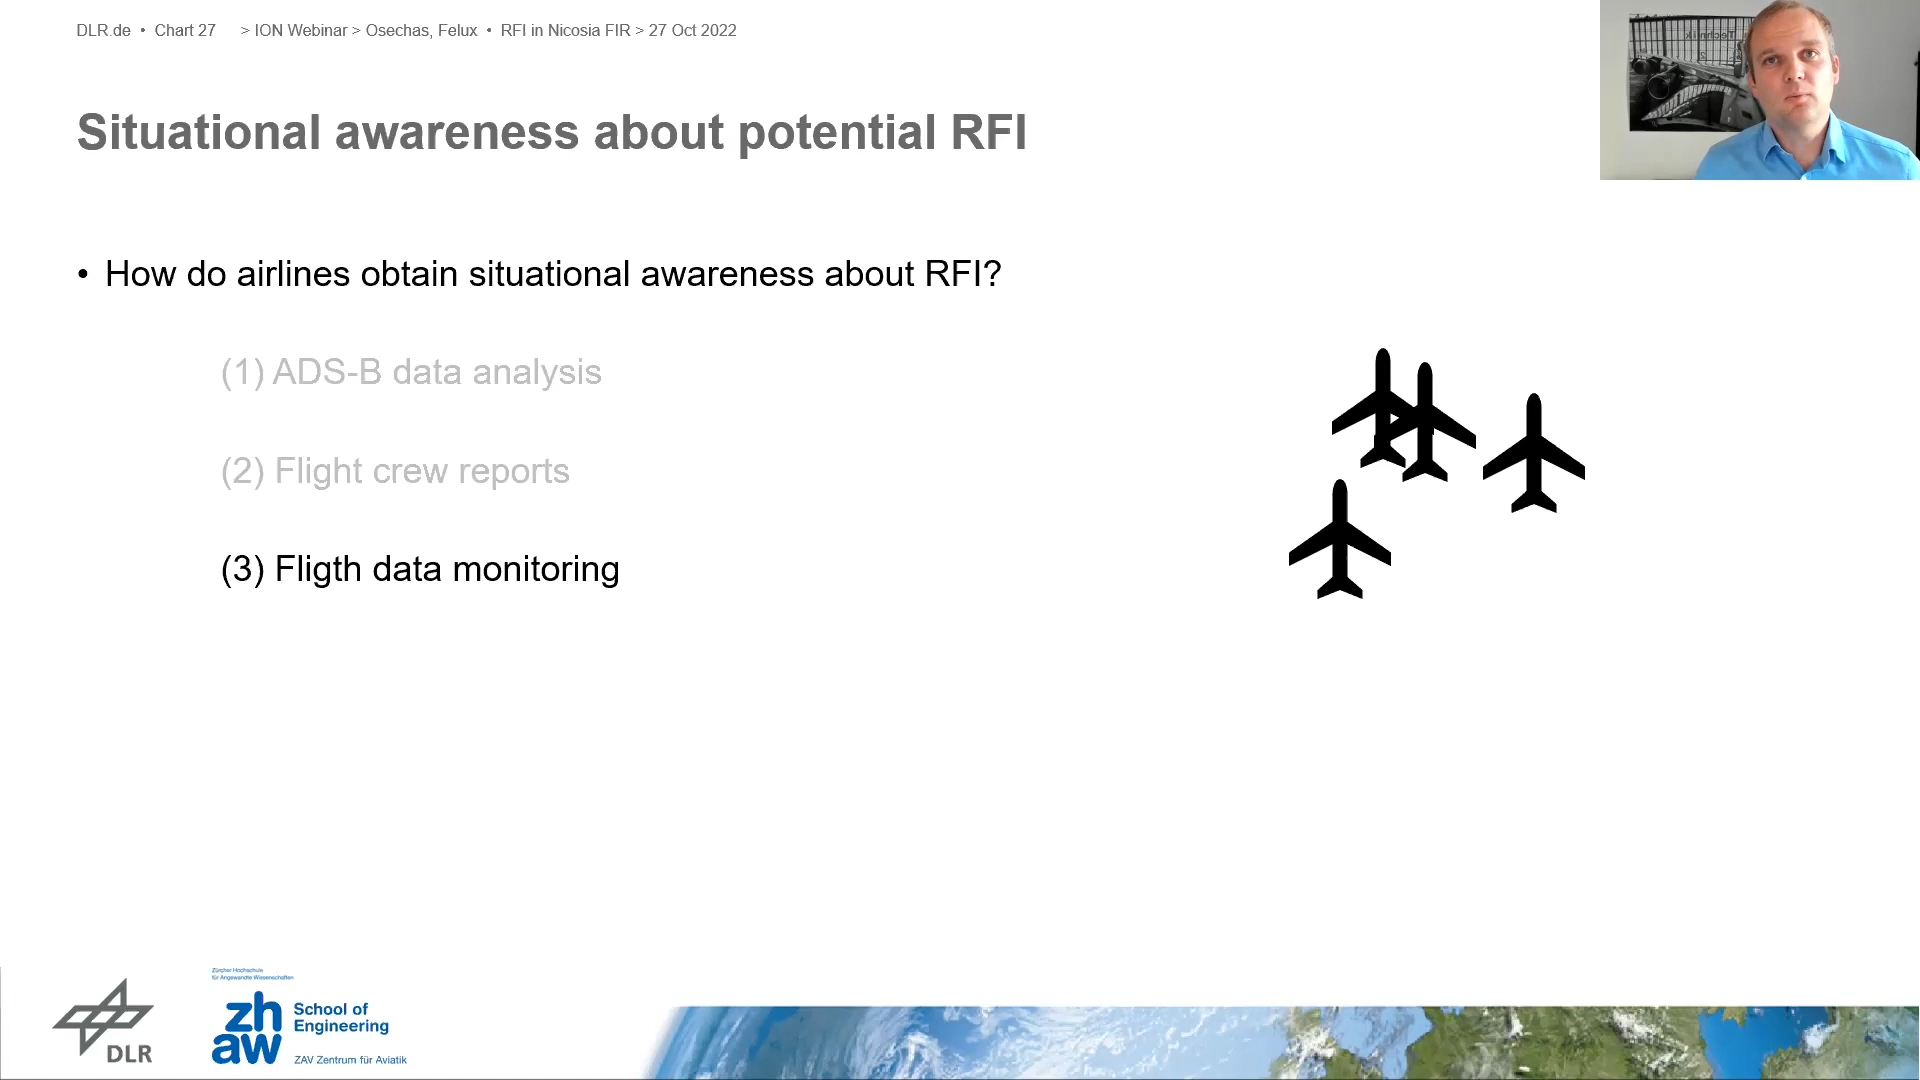 DLR.de • Chart 27 > ION Webinar > Osechas, Felux • RFI in Nicosia FIR > 27 Oct 2022
Situational awareness about potential RFI
• How do airlines obtain situational awareness about RFI?
(1) ADS-B data analysis
(2) Flight crew reports
(3) Fligth data monitoring
DLR
Zürcher Hochschule
für Angewandte Wissenschaften
zh
aw
School of
Engineering
ZAV Zentrum für Aviatik